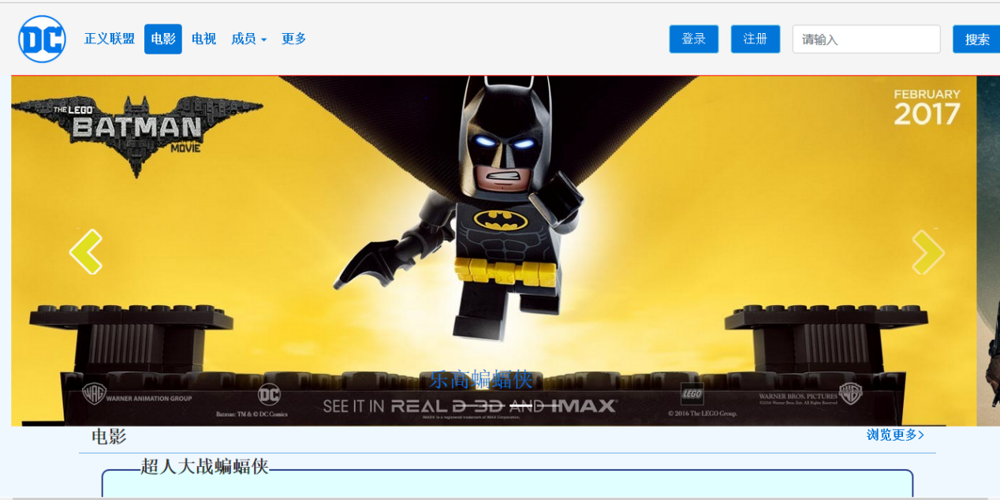 DC 正义联盟 电影 电视 成员 更多 登录 注册 请输入 搜索
THE LEGO
BATMAN
MOVIE
FEBRUARY
2017
乐高蝙蝠侠
WARNER ANIMATION GROUP
DC
Batman: TM & © DC Comics
SEE IT IN REAL D 3D AND IMAX
LEGO
© 2016 The LEGO Group.
WARNER BROS. PICTURES
WB
电影 浏览更多
超人大战蝙蝠侠